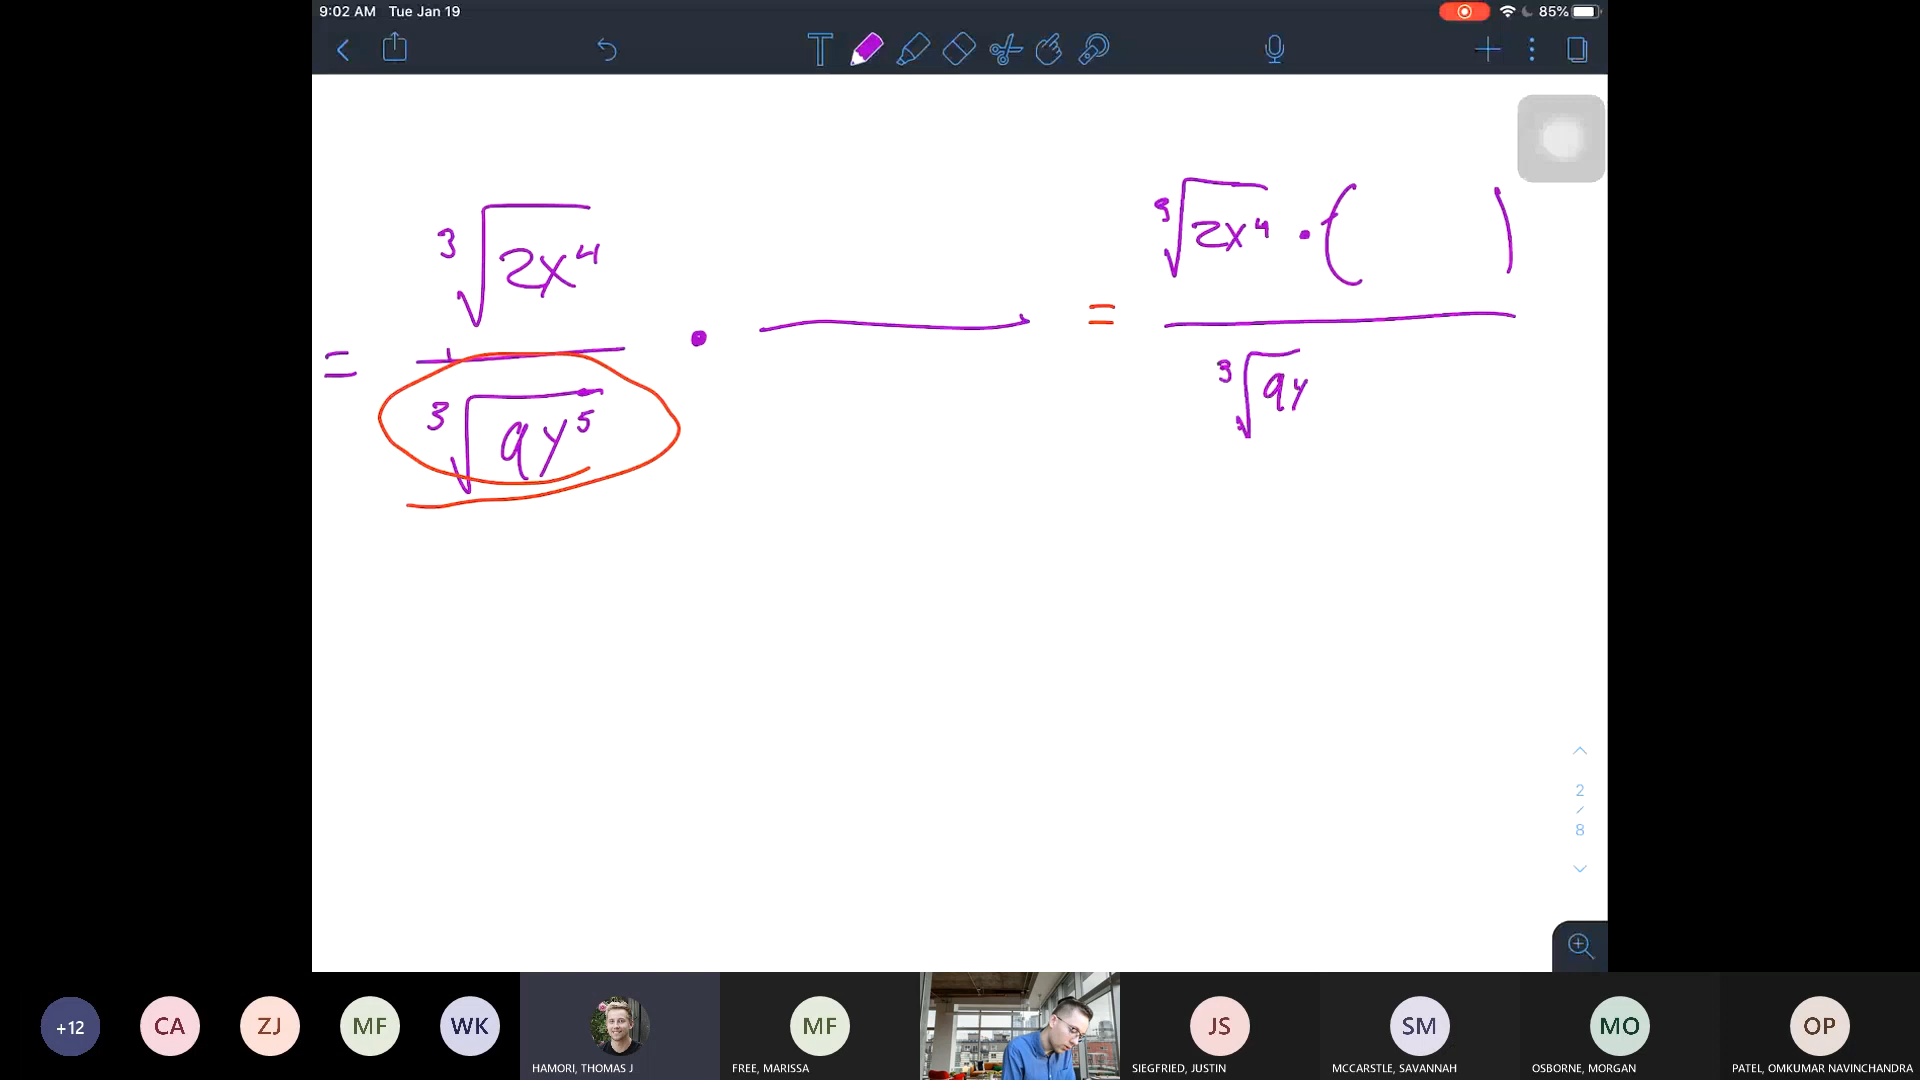 9:02 AM Tue Jan 19
85%
T
= ∛(2x⁴) / ∛(9y⁵) · ———
= ∛(2x⁴) · (   ) / ∛(9y
2
/
8
+12
CA
ZJ
MF
WK
MF
JS
SM
MO
OP
HAMORI, THOMAS J
FREE, MARISSA
SIEGFRIED, JUSTIN
MCCARSTLE, SAVANNAH
OSBORNE, MORGAN
PATEL, OMKUMAR NAVINCHANDRA